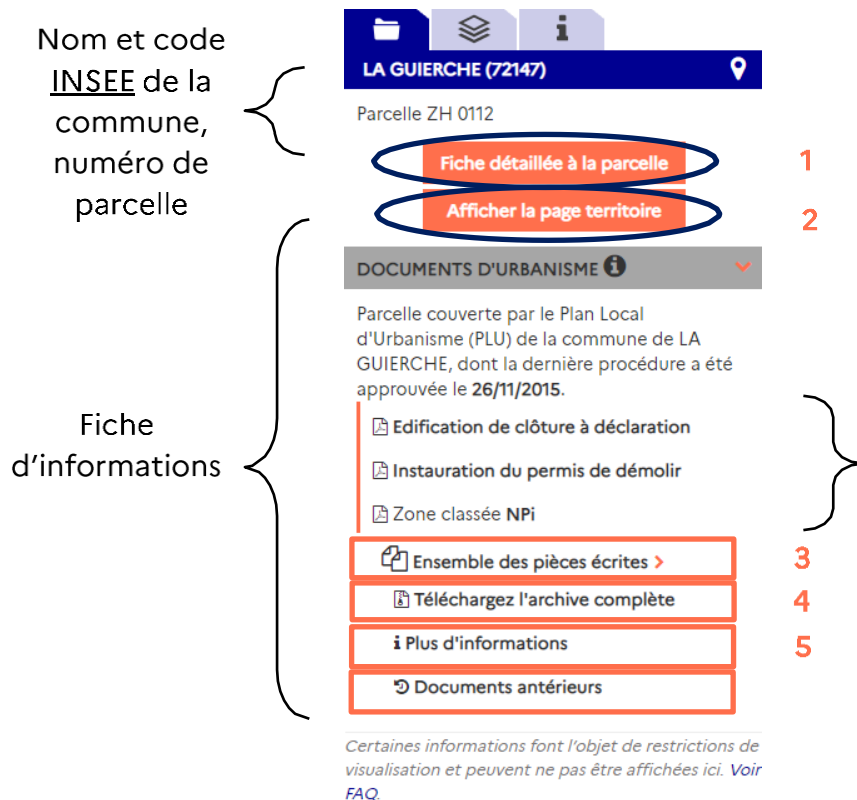 Nom et code
INSEE de la
commune,
numéro de
parcelle
LA GUIERCHE (72147)
Parcelle ZH 0112
Fiche détaillée à la parcelle
1
Afficher la page territoire
2
DOCUMENTS D'URBANISME
Parcelle couverte par le Plan Local
d'Urbanisme (PLU) de la commune de LA
GUIERCHE, dont la dernière procédure a été
approuvée le 26/11/2015.
Fiche
d'informations
Edification de clôture à déclaration
Instauration du permis de démolir
Zone classée NPi
Ensemble des pièces écrites >
3
Téléchargez l'archive complète
4
Plus d'informations
5
Documents antérieurs
Certaines informations font l'objet de restrictions de
visualisation et peuvent ne pas être affichées ici. Voir
FAQ.